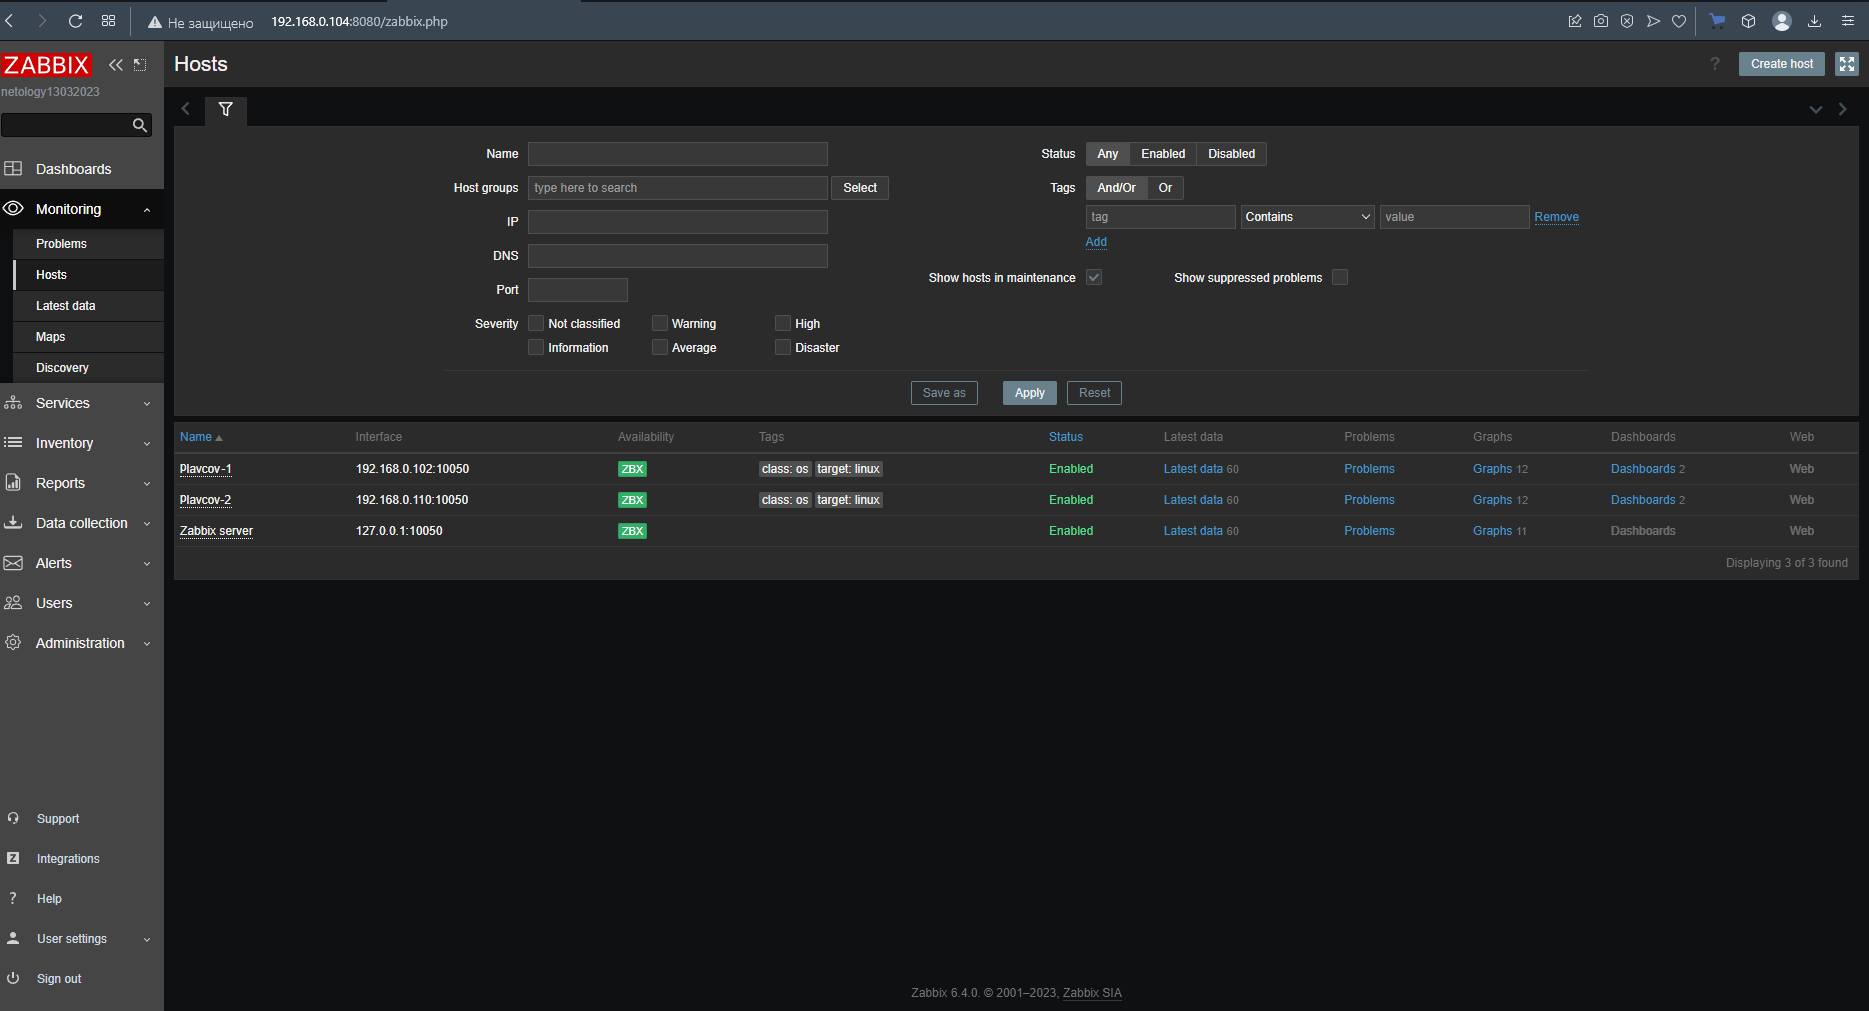 Не защищено 192.168.0.104:8080/zabbix.php
ZABBIX
netology13032023
Dashboards
Monitoring
Problems
Hosts
Latest data
Maps
Discovery
Services
Inventory
Reports
Data collection
Alerts
Users
Administration
Support
Integrations
Help
User settings
Sign out
Hosts
? Create host
Name
Host groups type here to search Select
IP
DNS
Port
Severity Not classified Warning High
Information Average Disaster
Status Any Enabled Disabled
Tags And/Or Or
tag Contains value Remove
Add
Show hosts in maintenance Show suppressed problems
Save as Apply Reset
Name Interface Availability Tags Status Latest data Problems Graphs Dashboards Web
Plavcov-1 192.168.0.102:10050 ZBX class: os target: linux Enabled Latest data 60 Problems Graphs 12 Dashboards 2 Web
Plavcov-2 192.168.0.110:10050 ZBX class: os target: linux Enabled Latest data 60 Problems Graphs 12 Dashboards 2 Web
Zabbix server 127.0.0.1:10050 ZBX Enabled Latest data 60 Problems Graphs 11 Dashboards Web
Displaying 3 of 3 found
Zabbix 6.4.0. © 2001–2023, Zabbix SIA